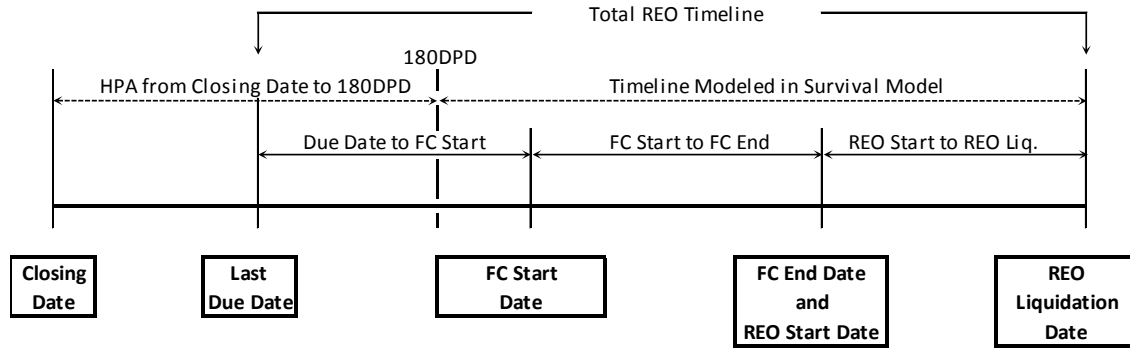 Total REO Timeline
180DPD
HPA from Closing Date to 180DPD
Timeline Modeled in Survival Model
Due Date to FC Start
FC Start to FC End
REO Start to REO Liq.
Closing
Date
Last
Due Date
FC Start
Date
FC End Date
and
REO Start Date
REO
Liquidation
Date